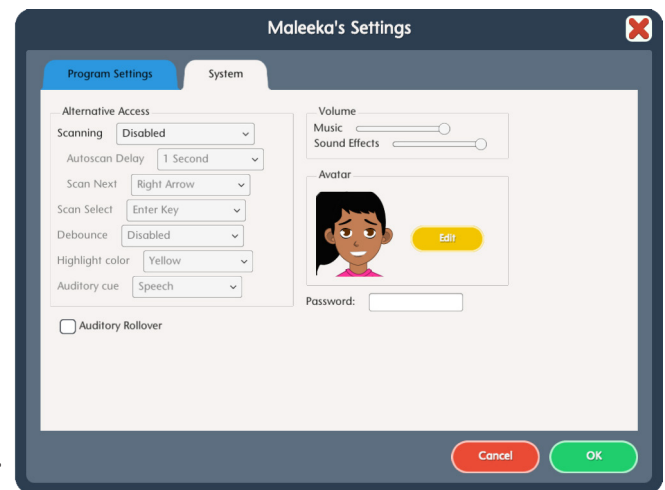 Maleeka's Settings
Program Settings
System
Alternative Access
Scanning Disabled
Autoscan Delay 1 Second
Scan Next Right Arrow
Scan Select Enter Key
Debounce Disabled
Highlight color Yellow
Auditory cue Speech
Auditory Rollover
Volume
Music
Sound Effects
Avatar
Edit
Password:
Cancel
OK